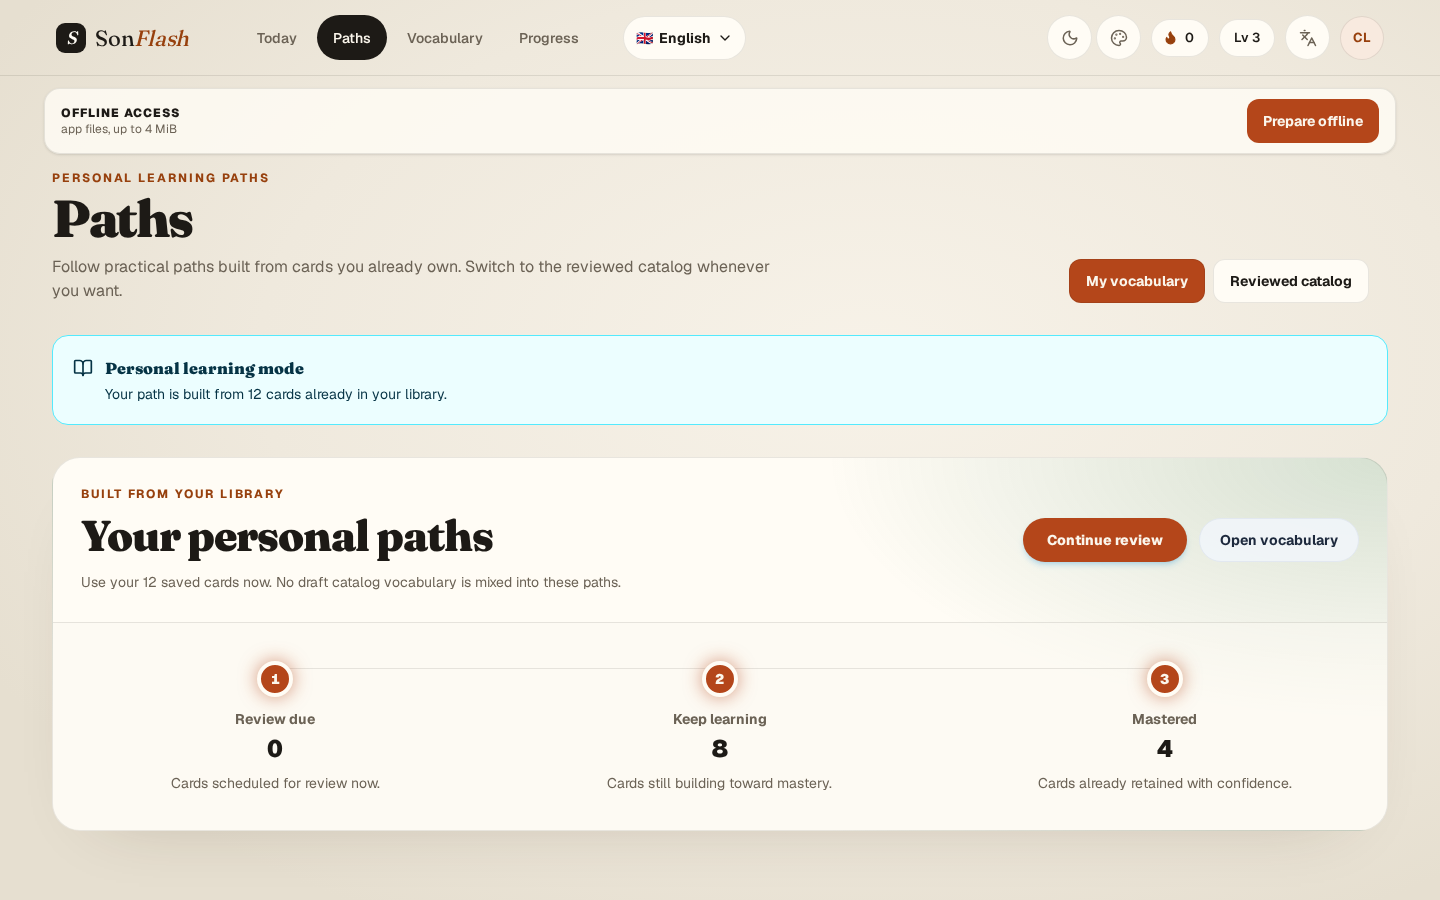 S SonFlash
Today
Paths
Vocabulary
Progress
English
0
Lv 3
CL
OFFLINE ACCESS
app files, up to 4 MiB
Prepare offline
PERSONAL LEARNING PATHS
Paths
Follow practical paths built from cards you already own. Switch to the reviewed catalog whenever
you want.
My vocabulary
Reviewed catalog
Personal learning mode
Your path is built from 12 cards already in your library.
BUILT FROM YOUR LIBRARY
Your personal paths
Use your 12 saved cards now. No draft catalog vocabulary is mixed into these paths.
Continue review
Open vocabulary
1
Review due
0
Cards scheduled for review now.
2
Keep learning
8
Cards still building toward mastery.
3
Mastered
4
Cards already retained with confidence.